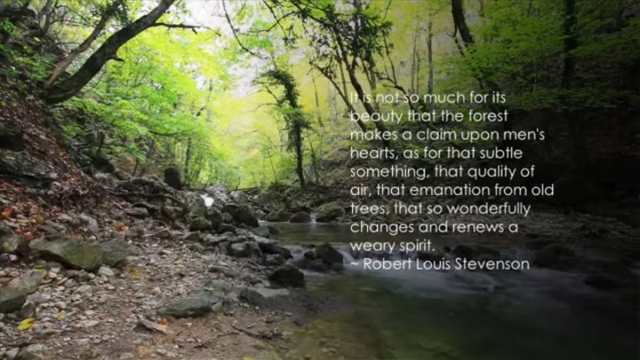 It is not so much for its
beauty that the forest
makes a claim upon men's
hearts, as for that subtle
something, that quality of
air, that emanation from old
trees, that so wonderfully
changes and renews a
weary spirit.
~ Robert Louis Stevenson